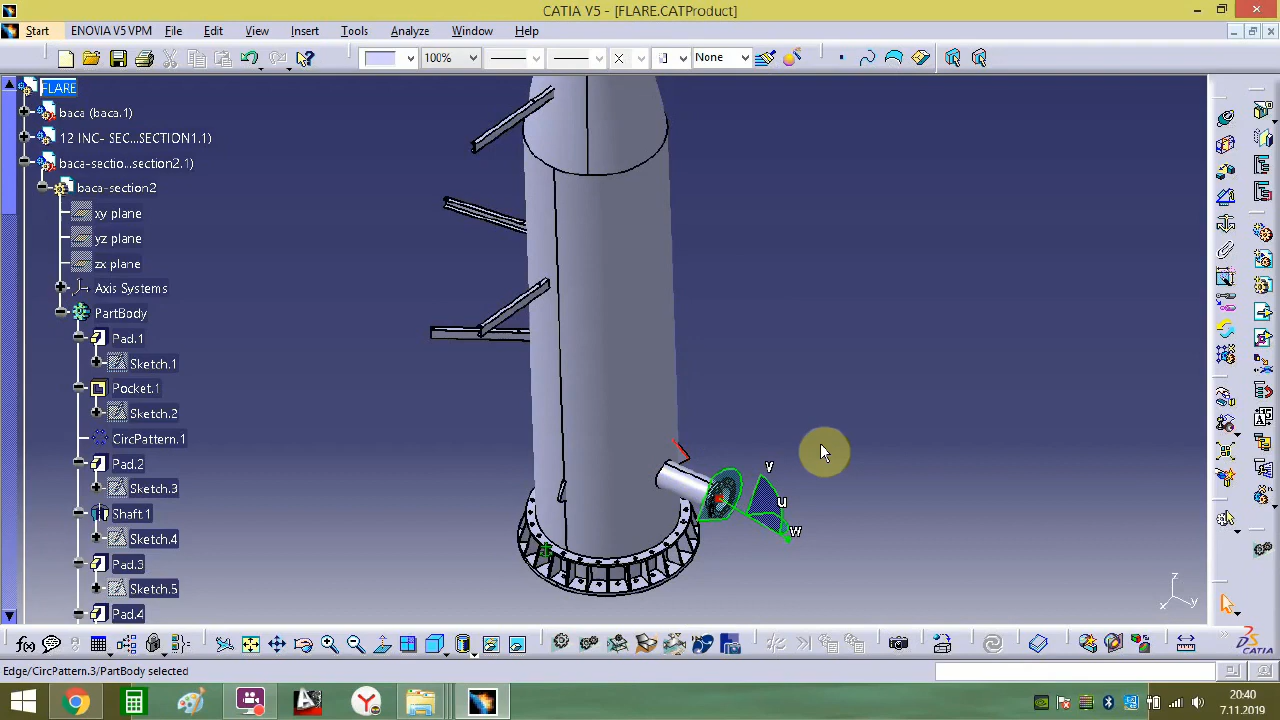 CATIA V5 - [FLARE.CATProduct]
Start ENOVIA V5 VPM File Edit View Insert Tools Analyze Window Help
100% None
FLARE
baca (baca.1)
12 INC- SEC...SECTION1.1)
baca-sectio...section2.1)
baca-section2
xy plane
yz plane
zx plane
Axis Systems
PartBody
Pad.1
Sketch.1
Pocket.1
Sketch.2
CircPattern.1
Pad.2
Sketch.3
Shaft.1
Sketch.4
Pad.3
Sketch.5
Pad.4
v
u
w
z
x y
CATIA
Edge/CircPattern.3/PartBody selected
20:40
7.11.2019